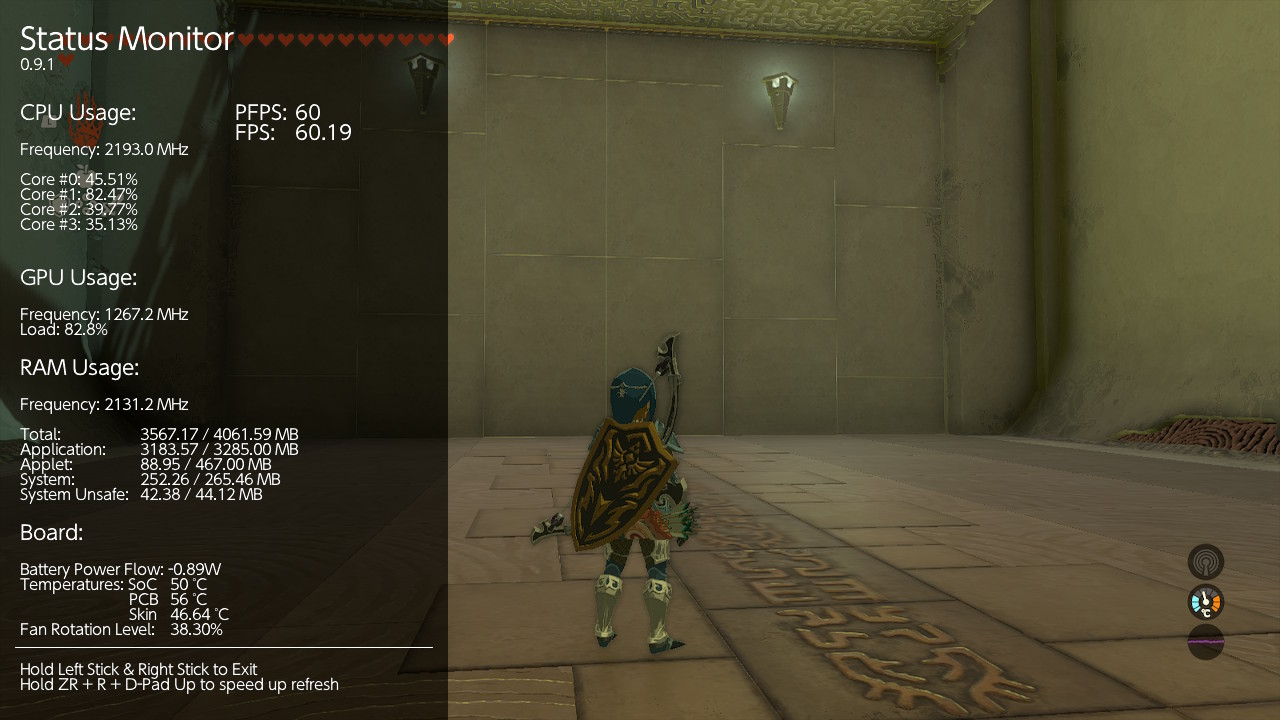 Status Monitor
0.9.1
CPU Usage:
PFPS: 60
FPS: 60.19
Frequency: 2193.0 MHz
Core #0: 45.51%
Core #1: 82.47%
Core #2: 39.77%
Core #3: 35.13%
GPU Usage:
Frequency: 1267.2 MHz
Load: 82.8%
RAM Usage:
Frequency: 2131.2 MHz
Total: 3567.17 / 4061.59 MB
Application: 3183.57 / 3285.00 MB
Applet: 88.95 / 467.00 MB
System: 252.26 / 265.46 MB
System Unsafe: 42.38 / 44.12 MB
Board:
Battery Power Flow: -0.89W
Temperatures: SoC 50 °C
PCB 56 °C
Skin 46.64 °C
Fan Rotation Level: 38.30%
Hold Left Stick & Right Stick to Exit
Hold ZR + R + D-Pad Up to speed up refresh
L
°C